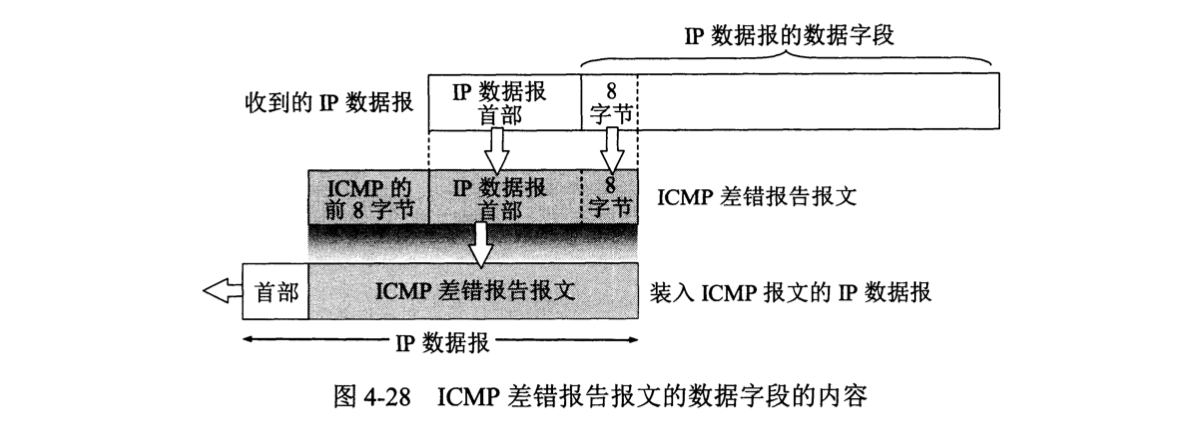 IP 数据报的数据字段
收到的 IP 数据报
IP 数据报
首部
8
字节
ICMP 的
前 8 字节
IP 数据报
首部
8
字节
ICMP 差错报告报文
首部
ICMP 差错报告报文
装入 ICMP 报文的 IP 数据报
IP 数据报
图 4-28 ICMP 差错报告报文的数据字段的内容